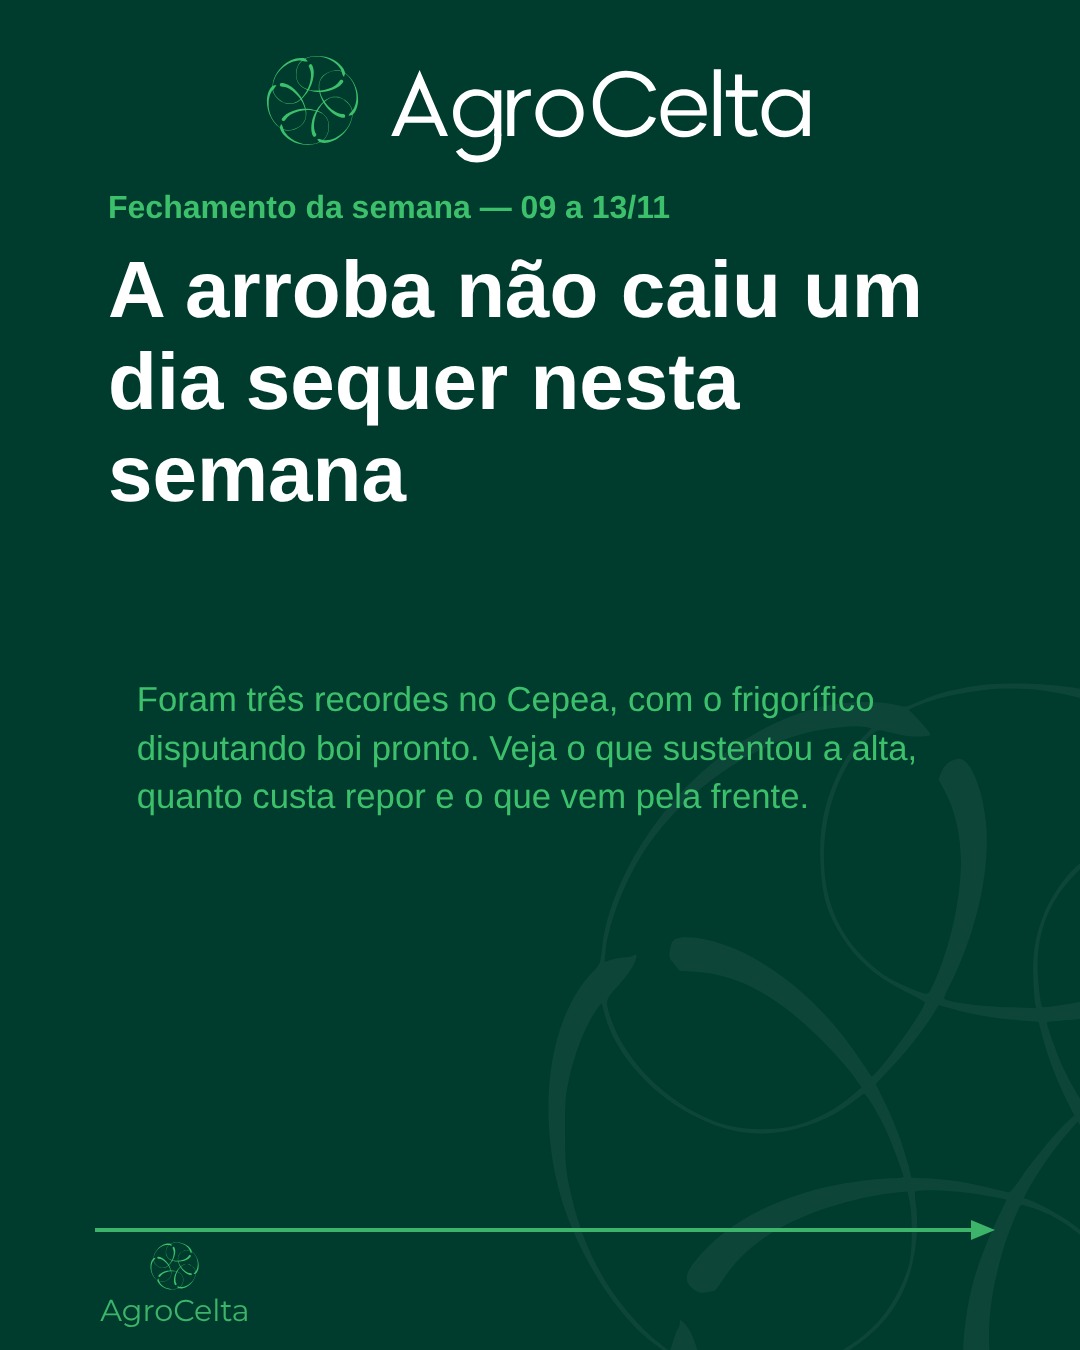 AgroCelta
Fechamento da semana — 09 a 13/11
A arroba não caiu um
dia sequer nesta
semana
Foram três recordes no Cepea, com o frigorífico
disputando boi pronto. Veja o que sustentou a alta,
quanto custa repor e o que vem pela frente.
AgroCelta